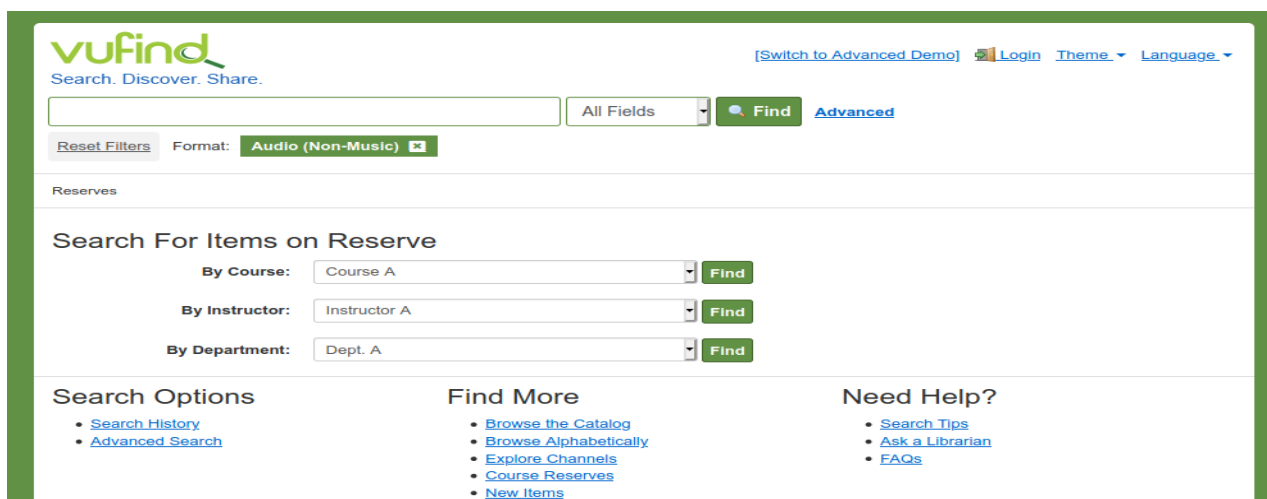 vufind
Search. Discover. Share.
[Switch to Advanced Demo] Login Theme Language
All Fields Find Advanced
Reset Filters Format: Audio (Non-Music)
Reserves
Search For Items on Reserve
By Course: Course A Find
By Instructor: Instructor A Find
By Department: Dept. A Find
Search Options Find More Need Help?
Search History Browse the Catalog Search Tips
Advanced Search Browse Alphabetically Ask a Librarian
Explore Channels FAQs
Course Reserves
New Items